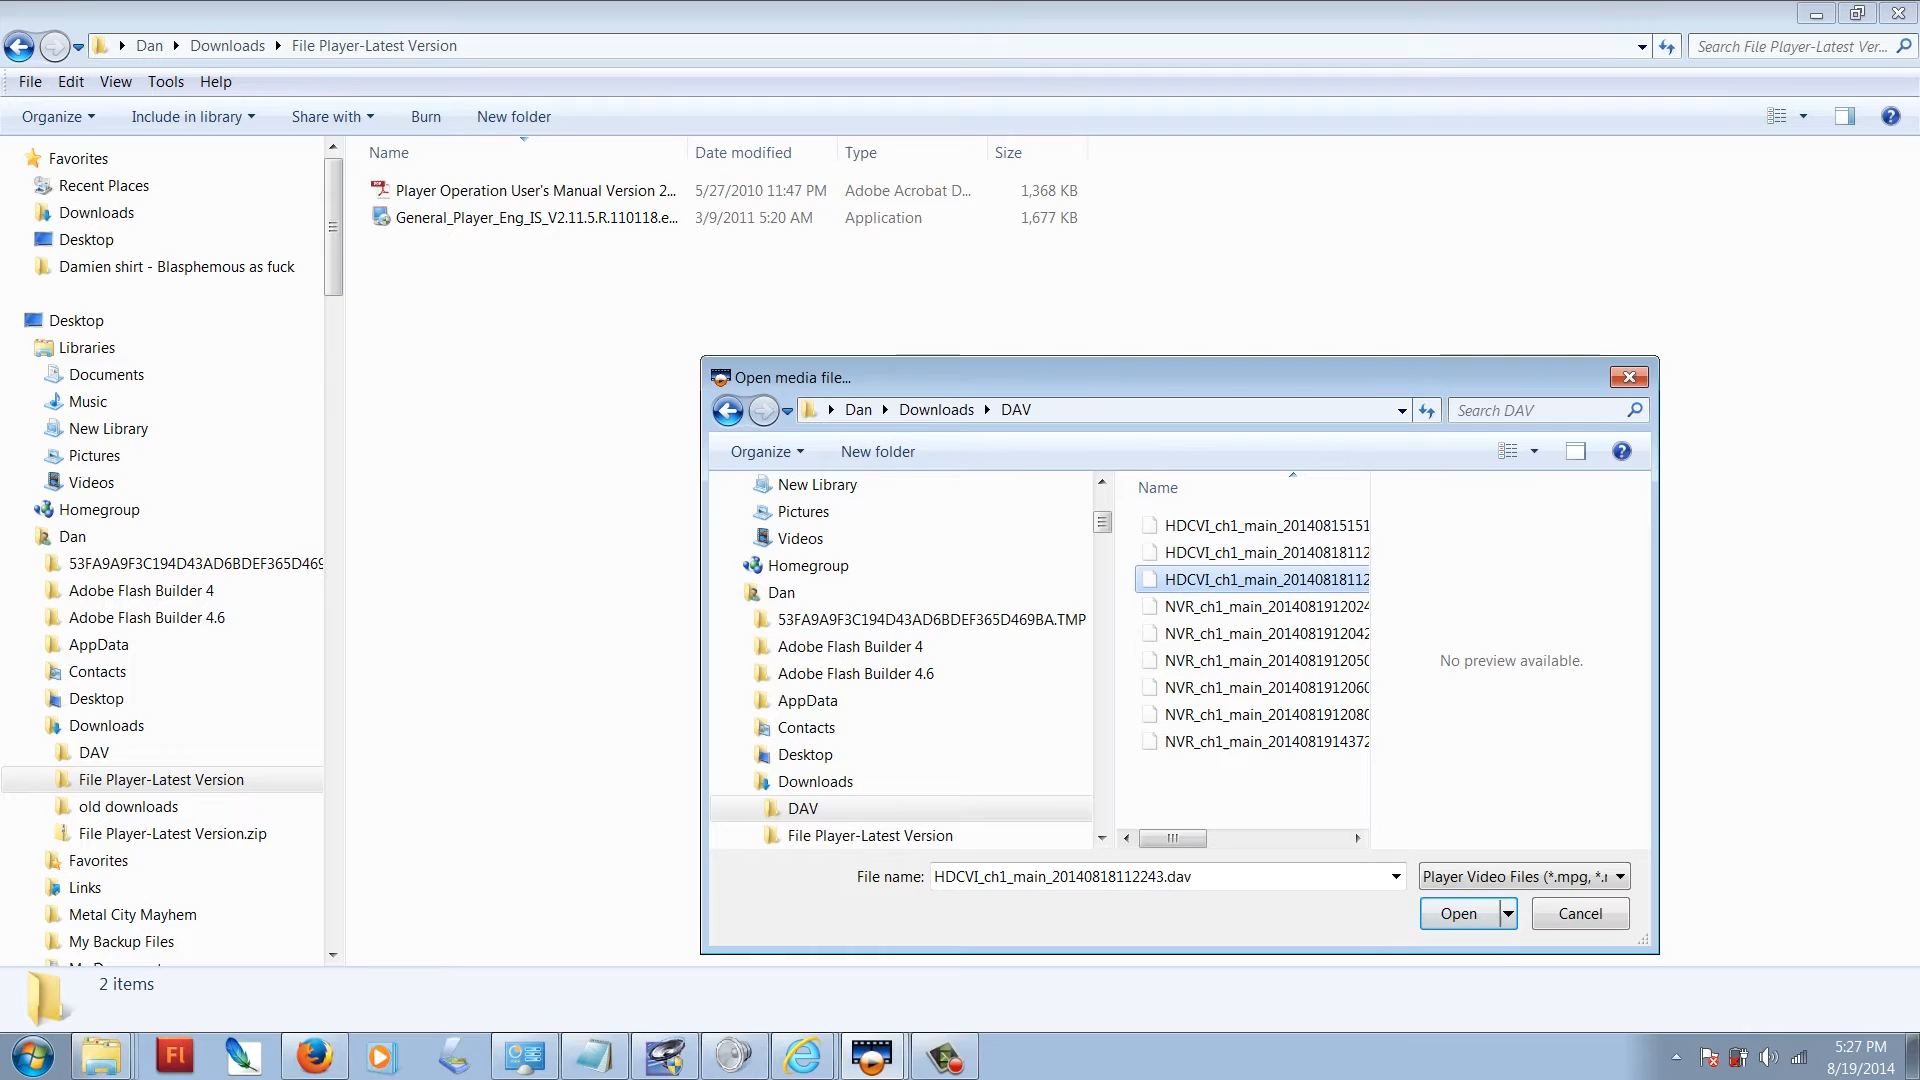 Dan Downloads File Player-Latest Version
Search File Player-Latest Ver...
File Edit View Tools Help
Organize Include in library Share with Burn New folder
Favorites
Recent Places
Downloads
Desktop
Damien shirt - Blasphemous as fuck
Desktop
Libraries
Documents
Music
New Library
Pictures
Videos
Homegroup
Dan
53FA9A9F3C194D43AD6BDEF365D469
Adobe Flash Builder 4
Adobe Flash Builder 4.6
AppData
Contacts
Desktop
Downloads
DAV
File Player-Latest Version
old downloads
File Player-Latest Version.zip
Favorites
Links
Metal City Mayhem
My Backup Files
Name Date modified Type Size
Player Operation User's Manual Version 2... 5/27/2010 11:47 PM Adobe Acrobat D... 1,368 KB
General_Player_Eng_IS_V2.11.5.R.110118.e... 3/9/2011 5:20 AM Application 1,677 KB
Open media file...
Dan Downloads DAV
Search DAV
Organize New folder
New Library
Pictures
Videos
Homegroup
Dan
53FA9A9F3C194D43AD6BDEF365D469BA.TMP
Adobe Flash Builder 4
Adobe Flash Builder 4.6
AppData
Contacts
Desktop
Downloads
DAV
File Player-Latest Version
Name
HDCVI_ch1_main_20140815151
HDCVI_ch1_main_20140818112
HDCVI_ch1_main_20140818112
NVR_ch1_main_2014081912024
NVR_ch1_main_2014081912042
NVR_ch1_main_2014081912050
NVR_ch1_main_2014081912060
NVR_ch1_main_2014081912080
NVR_ch1_main_2014081914372
No preview available.
File name: HDCVI_ch1_main_20140818112243.dav
Player Video Files (*.mpg, *.
Open Cancel
2 items
Fl
5:27 PM
8/19/2014